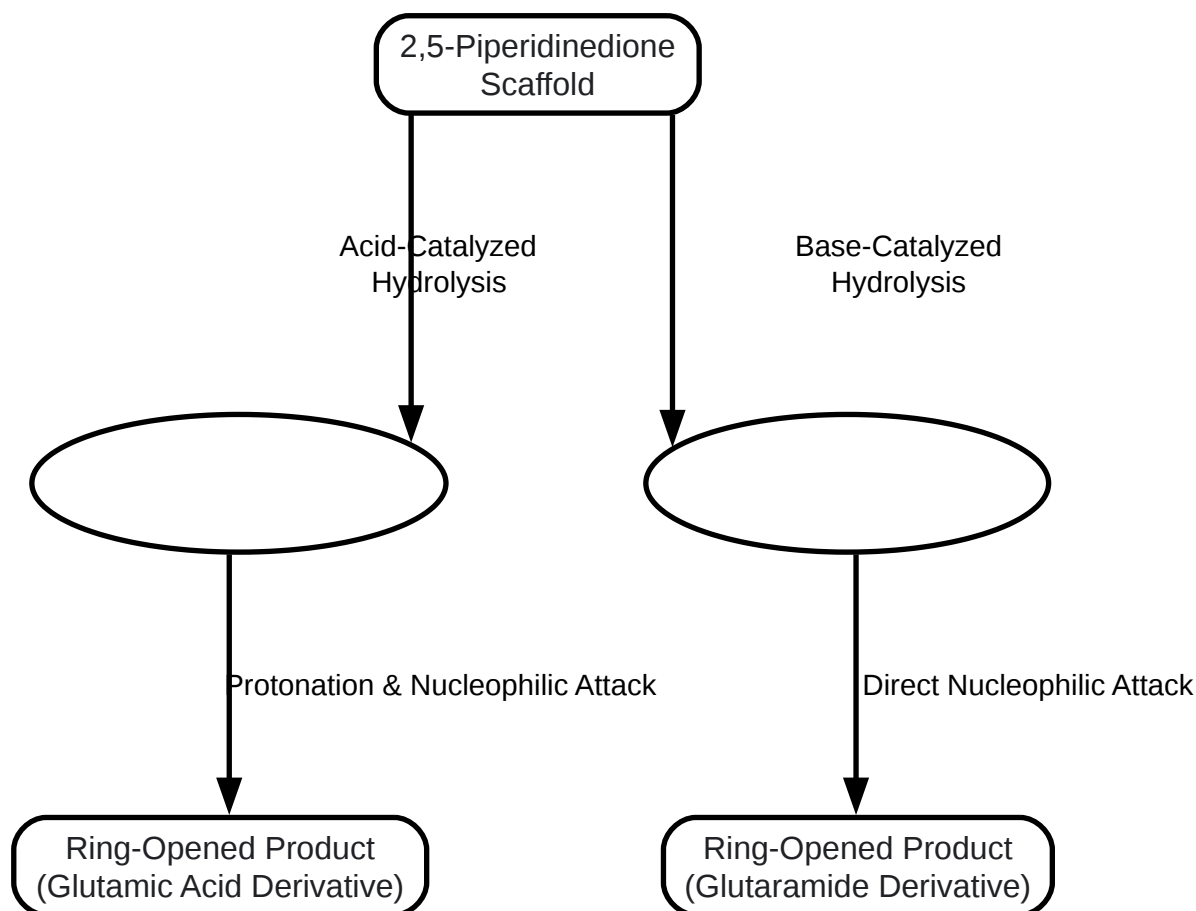 2,5-Piperidinedione
Scaffold
Acid-Catalyzed
Hydrolysis
Base-Catalyzed
Hydrolysis
Protonation & Nucleophilic Attack
Direct Nucleophilic Attack
Ring-Opened Product
(Glutamic Acid Derivative)
Ring-Opened Product
(Glutaramide Derivative)